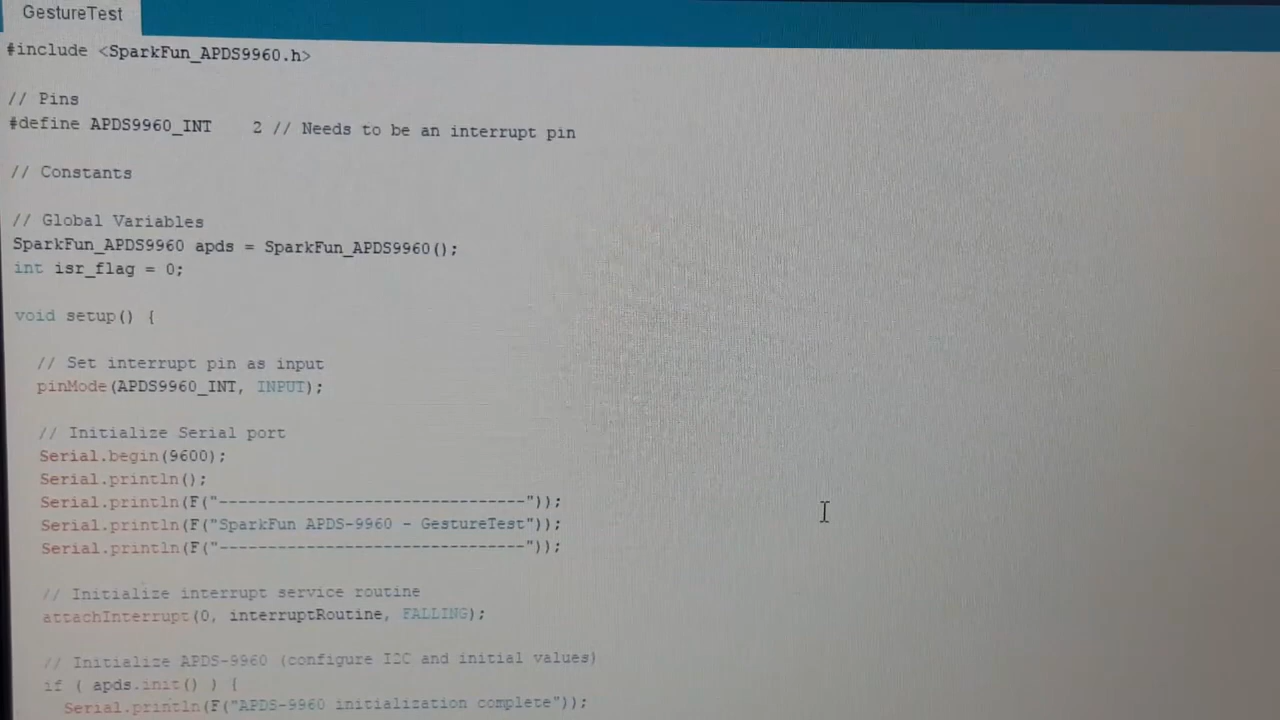 GestureTest
#include <SparkFun_APDS9960.h>
// Pins
#define APDS9960_INT    2 // Needs to be an interrupt pin
// Constants
// Global Variables
SparkFun_APDS9960 apds = SparkFun_APDS9960();
int isr_flag = 0;
void setup() {
// Set interrupt pin as input
pinMode(APDS9960_INT, INPUT);
// Initialize Serial port
Serial.begin(9600);
Serial.println();
Serial.println(F("--------------------------------"));
Serial.println(F("SparkFun APDS-9960 - GestureTest"));
Serial.println(F("--------------------------------"));
// Initialize interrupt service routine
attachInterrupt(0, interruptRoutine, FALLING);
// Initialize APDS-9960 (configure I2C and initial values)
if ( apds.init() ) {
Serial.println(F("APDS-9960 initialization complete"));